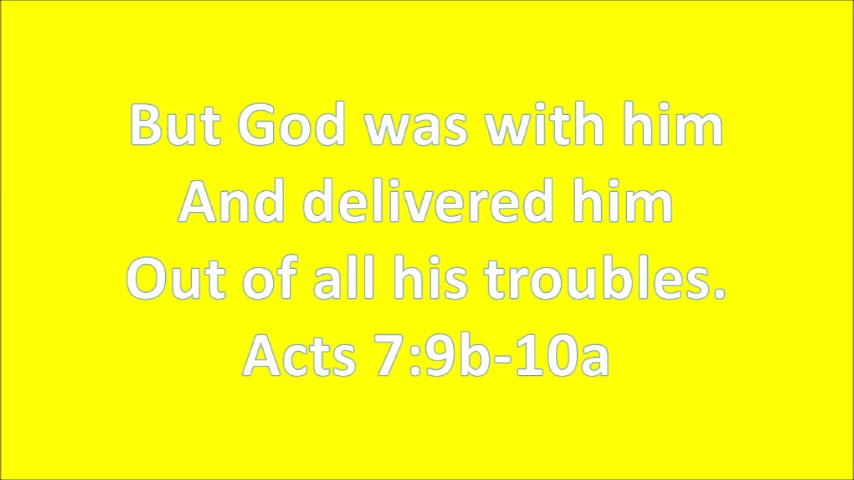 But God was with him
And delivered him
Out of all his troubles.
Acts 7:9b-10a